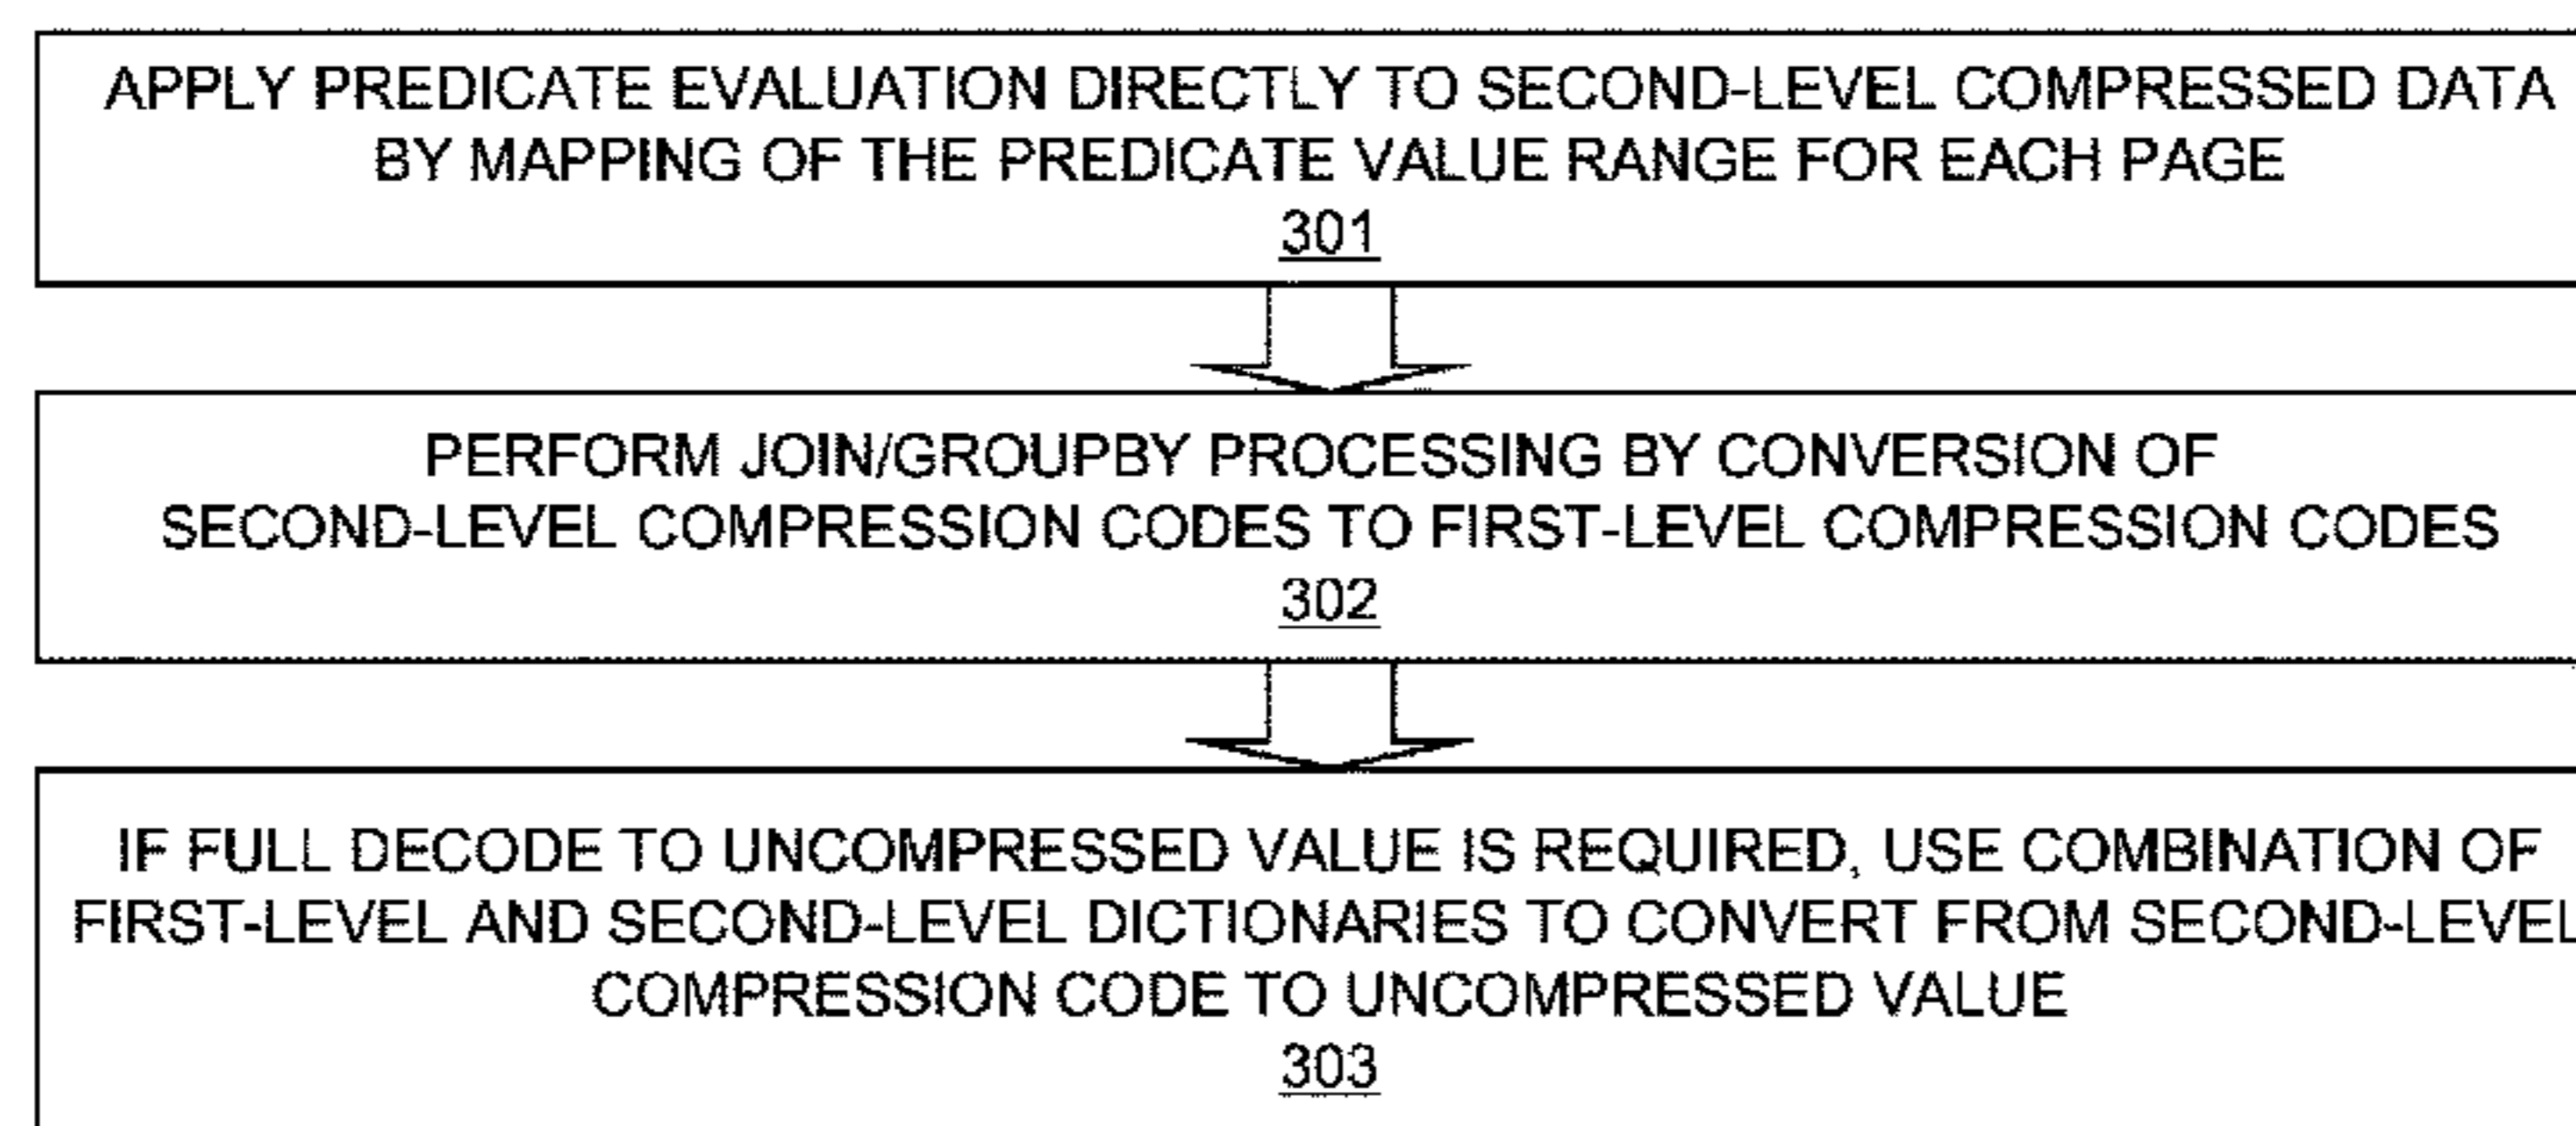 APPLY PREDICATE EVALUATION DIRECTLY TO SECOND-LEVEL COMPRESSED DATA
BY MAPPING OF THE PREDICATE VALUE RANGE FOR EACH PAGE
301
PERFORM JOIN/GROUPBY PROCESSING BY CONVERSION OF
SECOND-LEVEL COMPRESSION CODES TO FIRST-LEVEL COMPRESSION CODES
302
IF FULL DECODE TO UNCOMPRESSED VALUE IS REQUIRED, USE COMBINATION OF
FIRST-LEVEL AND SECOND-LEVEL DICTIONARIES TO CONVERT FROM SECOND-LEVEL
COMPRESSION CODE TO UNCOMPRESSED VALUE
303